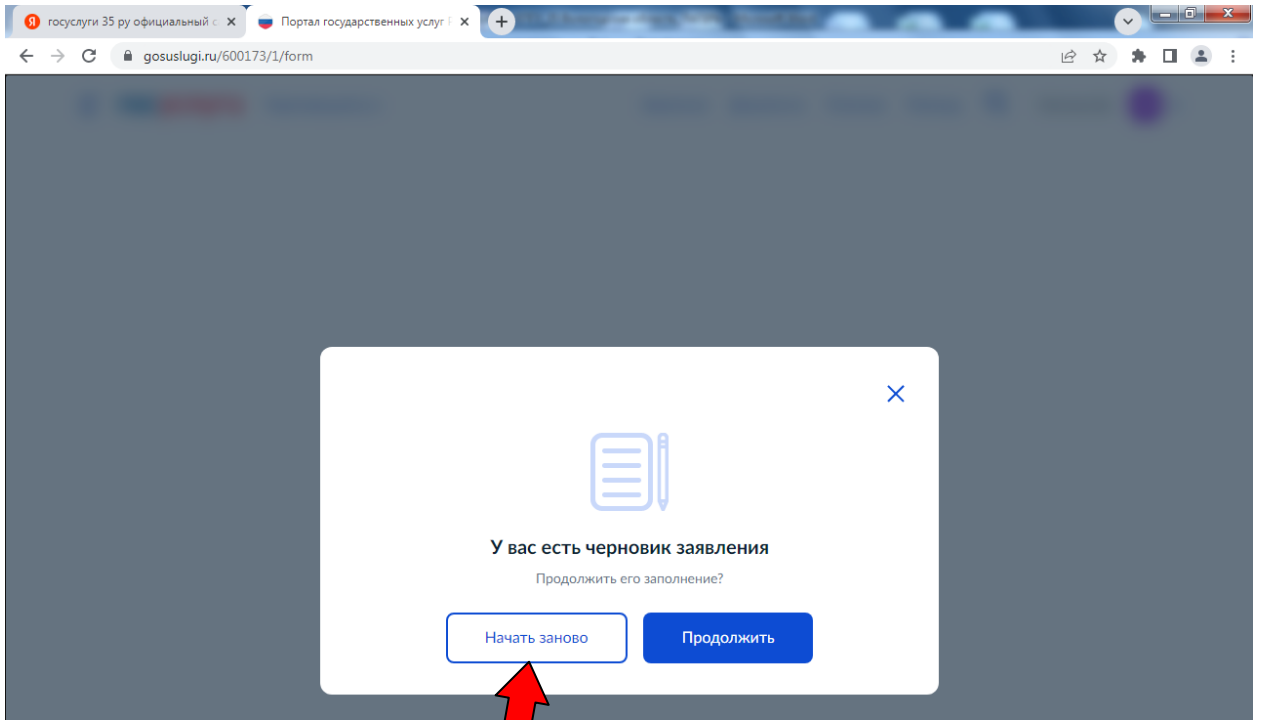 госуслуги 35 ру официальный с
Портал государственных услуг Р
gosuslugi.ru/600173/1/form
У вас есть черновик заявления
Продолжить его заполнение?
Начать заново
Продолжить